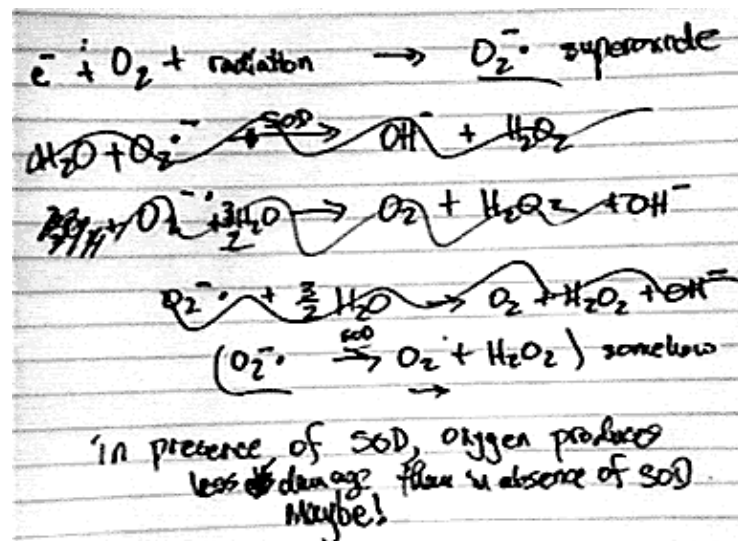 e⁻ + O₂ + radiation → O₂⁻· superoxide
H₂O + O₂·⁻ SOD → OH⁻ + H₂O₂
+ O₂⁻· + 3/2 H₂O → O₂ + H₂O₂ + OH⁻
O₂⁻· + 3/2 H₂O → O₂ + H₂O₂ + OH⁻
(O₂⁻· SOD → O₂ + H₂O₂) somehow
in presence of SOD, oxygen produces
less damage than in absence of SOD.
Maybe!